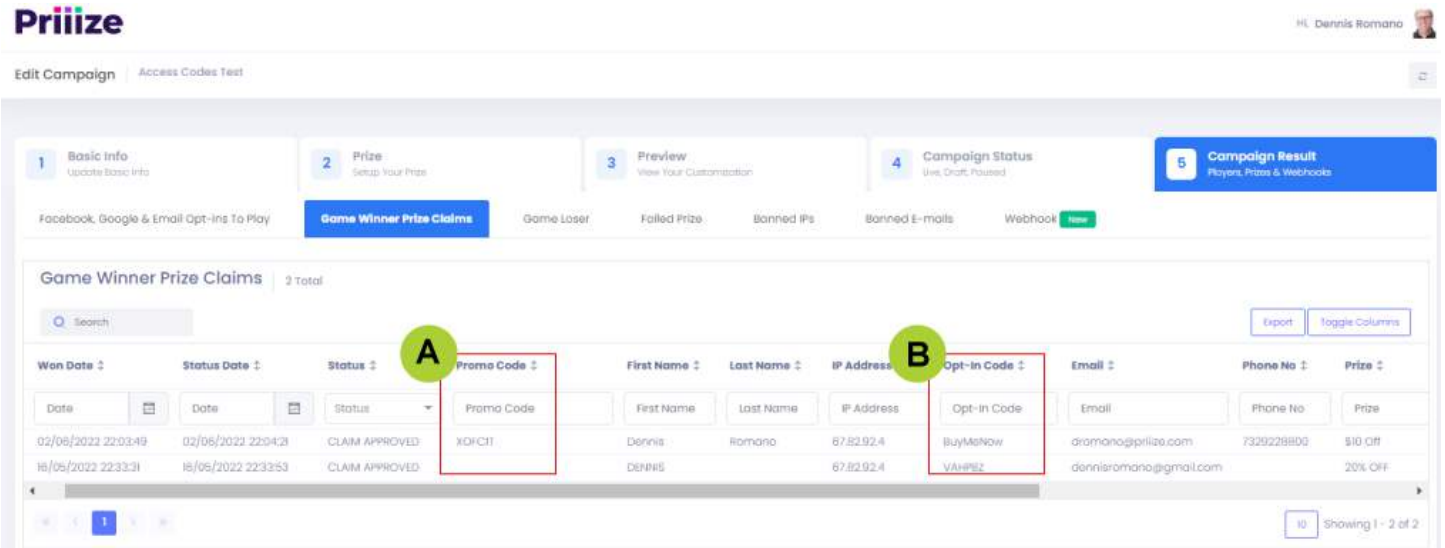 Priiize
Hi, Dennis Romano
Edit Campaign Access Codes Test
1 Basic Info 2 Prize 3 Preview 4 Campaign Status 5 Campaign Result
Update Basic Info Setup Your Prize View Your Customization Live, Draft, Paused Players, Prizes & Webhooks
Facebook, Google & Email Opt-Ins To Play Game Winner Prize Claims Game Loser Failed Prize Banned IPs Banned E-mails Webhook New
Game Winner Prize Claims 2 Total
Search Export Toggle Columns
A B
Won Date Status Date Status Promo Code First Name Last Name IP Address Opt-In Code Email Phone No Prize
Date Date Status Promo Code First Name Last Name IP Address Opt-In Code Email Phone No Prize
02/06/2022 22:03:49 02/06/2022 22:04:21 CLAIM APPROVED Dennis Romano 67.82.92.4 BuyMeNow dromano@priiize.com 7329228800 $10 Off
16/05/2022 22:33:31 16/05/2022 22:33:53 CLAIM APPROVED DENNIS 67.82.92.4 dennisromano@gmail.com 20% OFF
« ‹ 1 › » 10 Showing 1 - 2 of 2